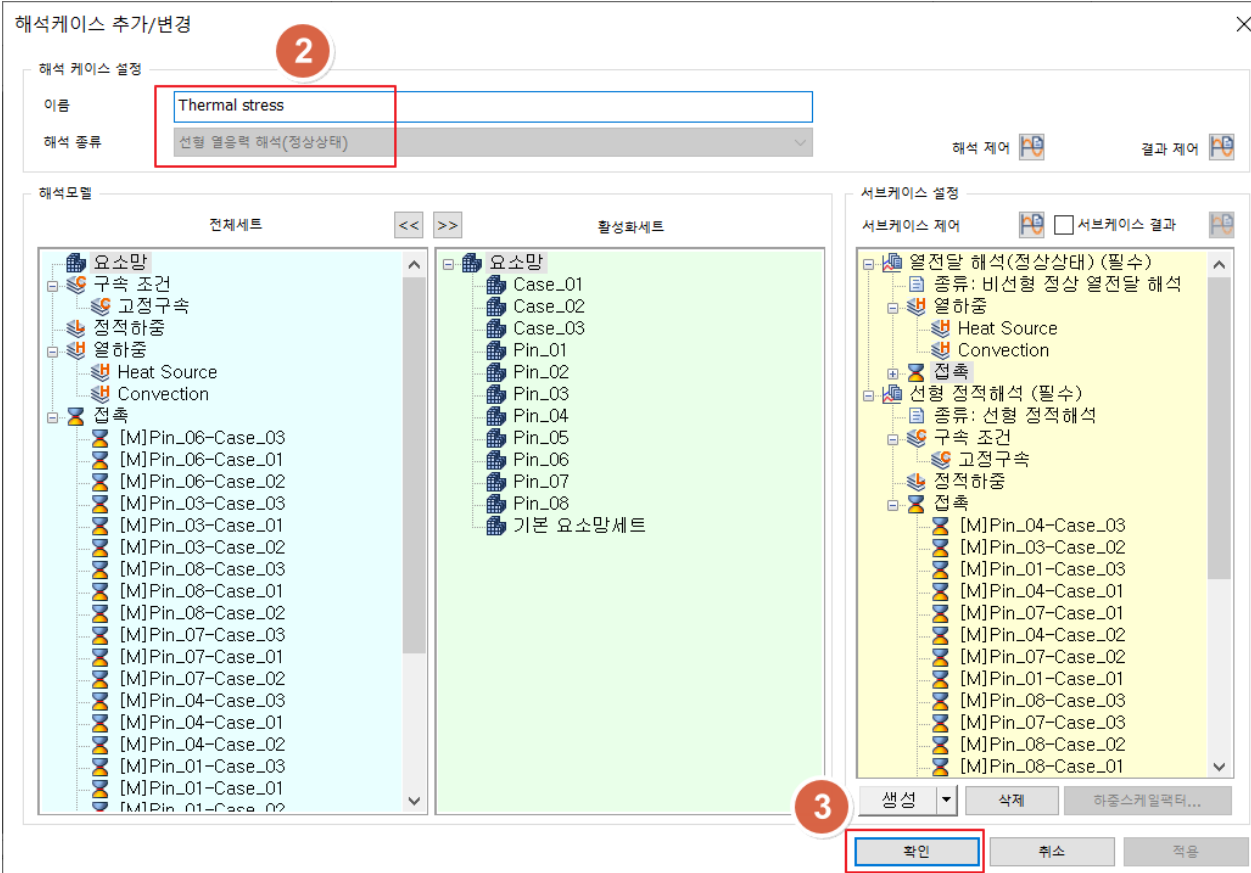 해석케이스 추가/변경
2
해석 케이스 설정
이름
Thermal stress
해석 종류
선형 열응력 해석(정상상태)
해석 제어
결과 제어
해석모델
전체세트
<<
>>
활성화세트
요소망
구속 조건
고정구속
정적하중
열하중
Heat Source
Convection
접촉
[M]Pin_06-Case_03
[M]Pin_06-Case_01
[M]Pin_06-Case_02
[M]Pin_03-Case_03
[M]Pin_03-Case_01
[M]Pin_03-Case_02
[M]Pin_08-Case_03
[M]Pin_08-Case_01
[M]Pin_08-Case_02
[M]Pin_07-Case_03
[M]Pin_07-Case_01
[M]Pin_07-Case_02
[M]Pin_04-Case_03
[M]Pin_04-Case_01
[M]Pin_04-Case_02
[M]Pin_01-Case_03
[M]Pin_01-Case_01
[M]Pin_01-Case_02
요소망
Case_01
Case_02
Case_03
Pin_01
Pin_02
Pin_03
Pin_04
Pin_05
Pin_06
Pin_07
Pin_08
기본 요소망세트
서브케이스 설정
서브케이스 제어
서브케이스 결과
열전달 해석(정상상태) (필수)
종류: 비선형 정상 열전달 해석
열하중
Heat Source
Convection
접촉
선형 정적해석 (필수)
종류: 선형 정적해석
구속 조건
고정구속
정적하중
접촉
[M]Pin_04-Case_03
[M]Pin_03-Case_02
[M]Pin_01-Case_03
[M]Pin_04-Case_01
[M]Pin_07-Case_01
[M]Pin_04-Case_02
[M]Pin_07-Case_02
[M]Pin_01-Case_01
[M]Pin_08-Case_03
[M]Pin_07-Case_03
[M]Pin_08-Case_02
[M]Pin_08-Case_01
생성
삭제
하중스케일팩터...
3
확인
취소
적용